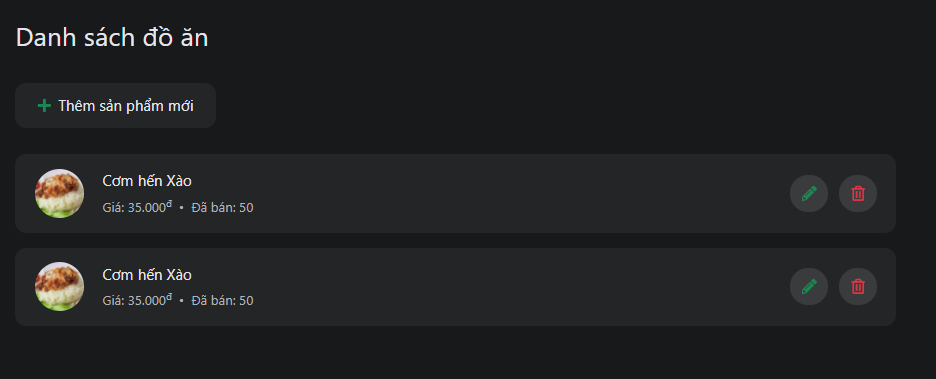 Danh sách đồ ăn
Thêm sản phẩm mới
Cơm hến Xào
Giá: 35.000đ • Đã bán: 50
Cơm hến Xào
Giá: 35.000đ • Đã bán: 50